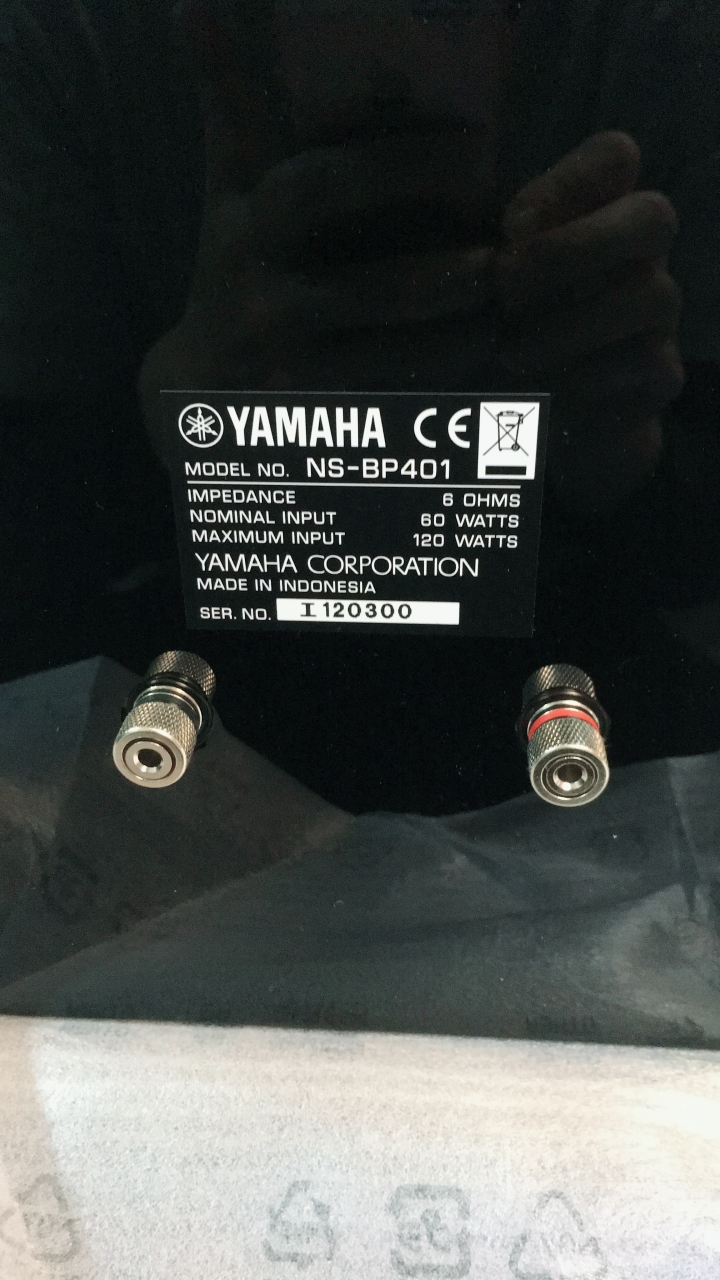 YAMAHA CE
MODEL NO. NS-BP401
IMPEDANCE 6 OHMS
NOMINAL INPUT 60 WATTS
MAXIMUM INPUT 120 WATTS
YAMAHA CORPORATION
MADE IN INDONESIA
SER. NO. I120300